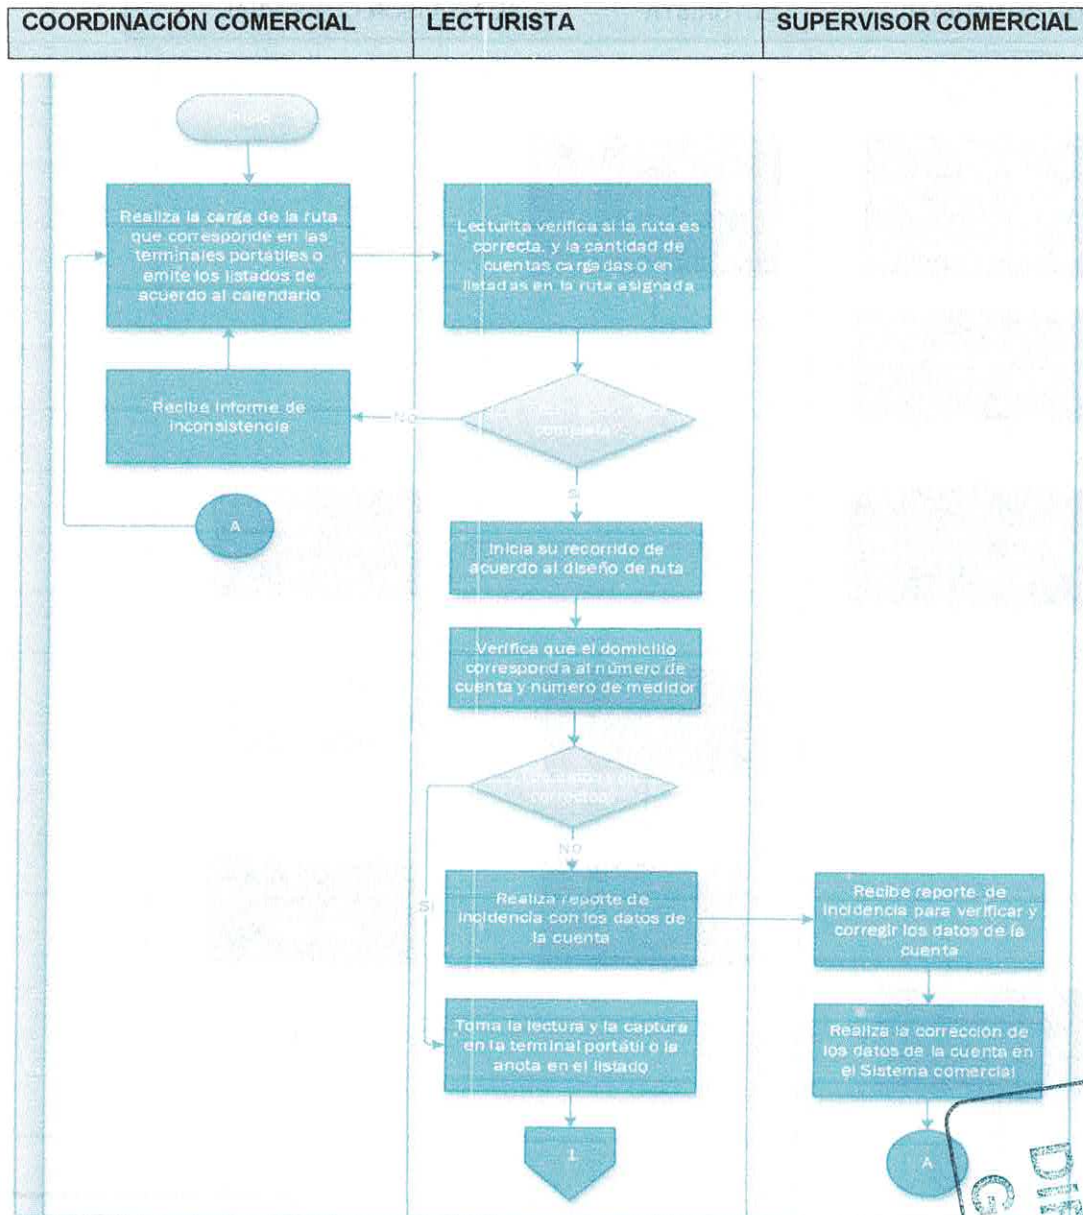 COORDINACIÓN COMERCIAL
LECTURISTA
SUPERVISOR COMERCIAL
Inicio
Realiza la carga de la ruta
que corresponde en las
terminales portátiles o
emite los listados de
acuerdo al calendario
Lecturita verifica si la ruta es
correcta, y la cantidad de
cuentas cargadas o en
listadas en la ruta asignada
Recibe informe de
inconsistencia
NO
completa?
A
SI
Inicia su recorrido de
acuerdo al diseño de ruta
Verifica que el domicilio
corresponda al número de
cuenta y número de medidor
correctos
NO
SI
Realiza reporte de
incidencia con los datos de
la cuenta
Recibe reporte de
incidencia para verificar y
corregir los datos de la
cuenta
Toma la lectura y la captura
en la terminal portátil o la
anota en el listado
Realiza la corrección de
los datos de la cuenta en
el Sistema comercial
1
A
DI
G